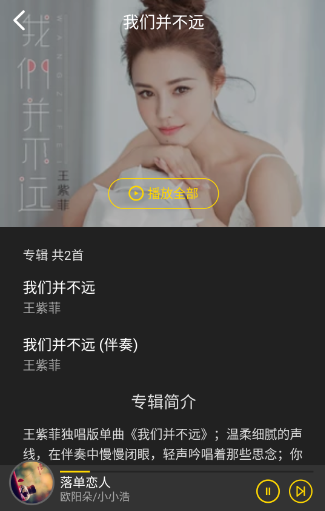 我们并不远
我们并不远
WANGZIFEI
王紫菲
播放全部
专辑 共2首
我们并不远
王紫菲
我们并不远 (伴奏)
王紫菲
专辑简介
王紫菲独唱版单曲《我们并不远》；温柔细腻的声
线，在伴奏中慢慢闭眼，轻声吟唱着那些思念；你
落单恋人
欧阳朵/小小浩